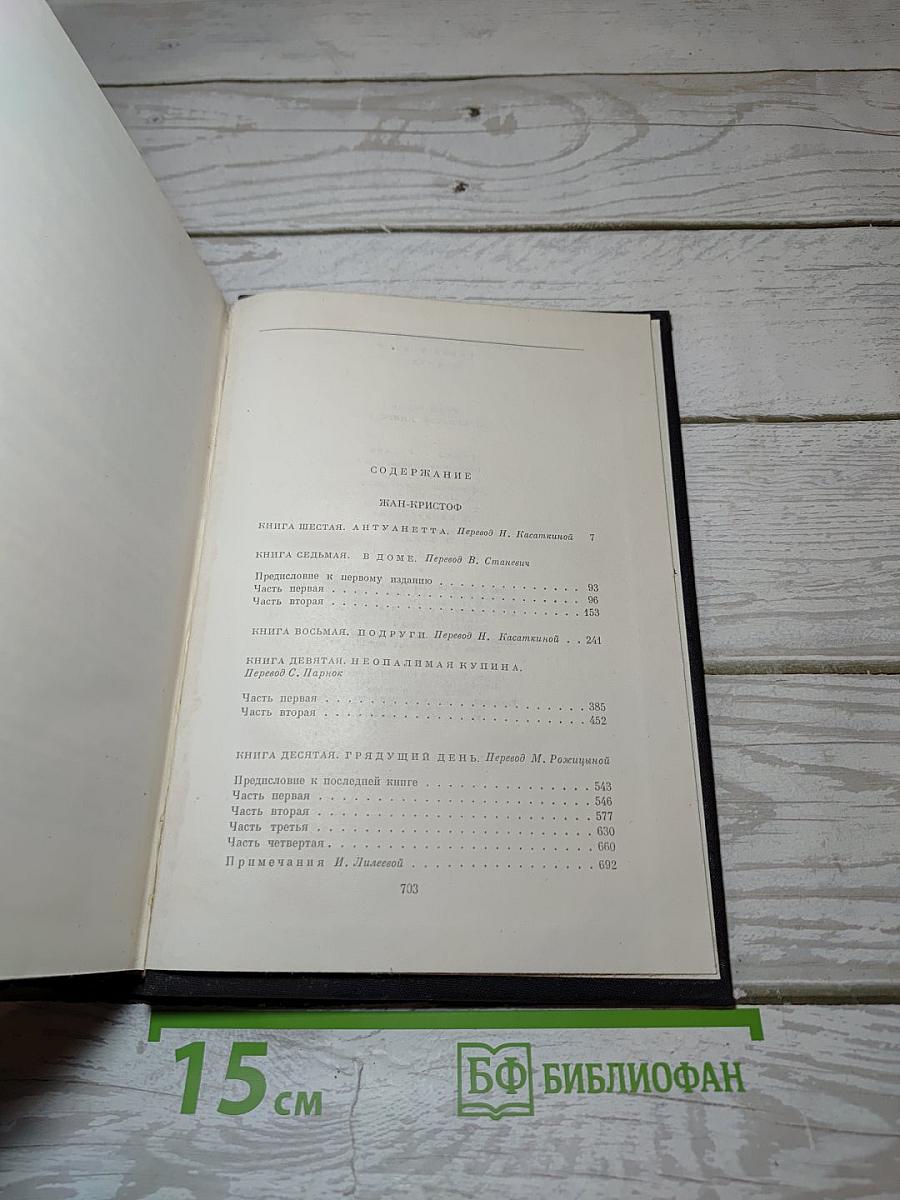 СОДЕРЖАНИЕ
ЖАН-КРИСТОФ
КНИГА ШЕСТАЯ. АНТУАНЕТТА. Перевод Н. Касаткиной 7
КНИГА СЕДЬМАЯ. В ДОМЕ. Перевод В. Станевич
Предисловие к первому изданию . . . . . . . . . . . . . . 93
Часть первая . . . . . . . . . . . . . . . . . . . . . . . 96
Часть вторая . . . . . . . . . . . . . . . . . . . . . . . 153
КНИГА ВОСЬМАЯ. ПОДРУГИ. Перевод Н. Касаткиной . . 241
КНИГА ДЕВЯТАЯ. НЕОПАЛИМАЯ КУПИНА.
Перевод С. Парнок
Часть первая . . . . . . . . . . . . . . . . . . . . . . . 385
Часть вторая . . . . . . . . . . . . . . . . . . . . . . . 452
КНИГА ДЕСЯТАЯ. ГРЯДУЩИЙ ДЕНЬ. Перевод М. Рожицыной
Предисловие к последней книге . . . . . . . . . . . . . . 543
Часть первая . . . . . . . . . . . . . . . . . . . . . . . 546
Часть вторая . . . . . . . . . . . . . . . . . . . . . . . 577
Часть третья . . . . . . . . . . . . . . . . . . . . . . . 630
Часть четвертая . . . . . . . . . . . . . . . . . . . . . . 660
Примечания И. Лилеевой . . . . . . . . . . . . . . . . . 692
703
15 см
БФ БИБЛИОФАН